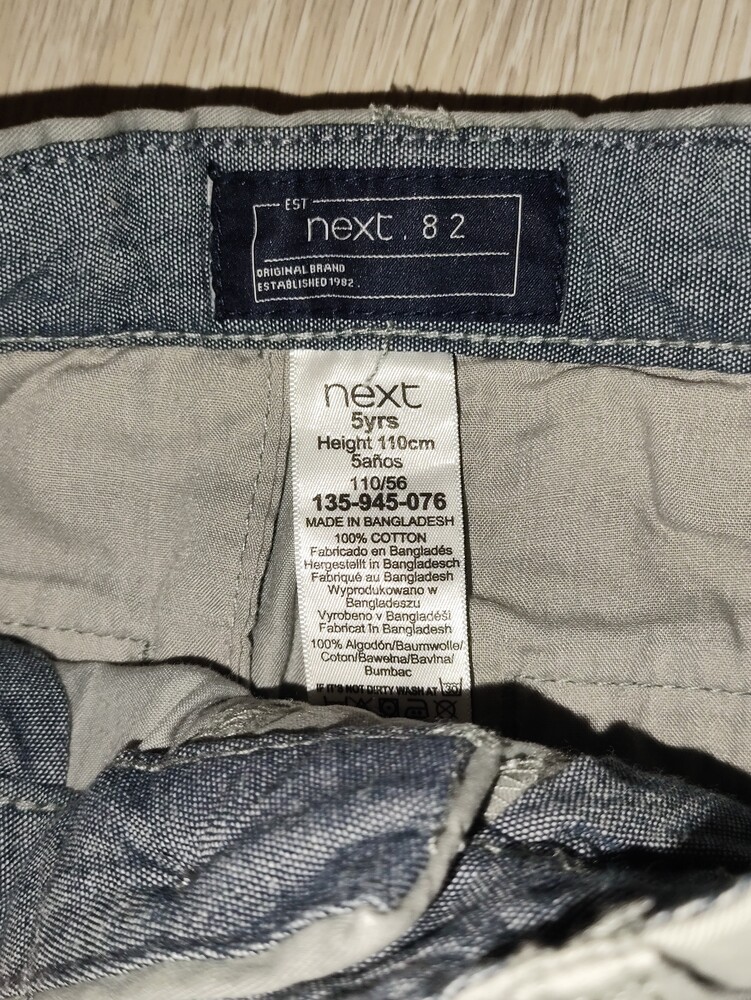 EST
next.82
ORIGINAL BRAND
ESTABLISHED 1982.
next
5yrs
Height 110cm
5años
110/56
135-945-076
MADE IN BANGLADESH
100% COTTON
Fabricado en Bangladés
Hergestellt in Bangladesch
Fabriqué au Bangladesh
Wyprodukowano w
Bangladeszu
Vyrobeno v Bangladéši
Fabricat în Bangladesh
100% Algodón/Baumwolle/
Coton/Bawełna/Bavlna/
Bumbac
IF IT'S NOT DIRTY WASH AT 30